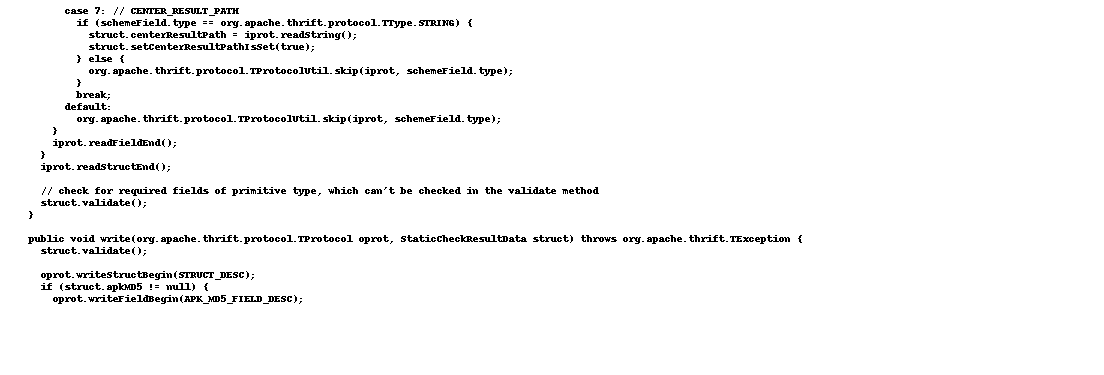 case 7: // CENTER_RESULT_PATH
if (schemeField.type == org.apache.thrift.protocol.TType.STRING) {
struct.centerResultPath = iprot.readString();
struct.setCenterResultPathIsSet(true);
} else {
org.apache.thrift.protocol.TProtocolUtil.skip(iprot, schemeField.type);
}
break;
default:
org.apache.thrift.protocol.TProtocolUtil.skip(iprot, schemeField.type);
}
iprot.readFieldEnd();
}
iprot.readStructEnd();
// check for required fields of primitive type, which can't be checked in the validate method
struct.validate();
}
public void write(org.apache.thrift.protocol.TProtocol oprot, StaticCheckResultData struct) throws org.apache.thrift.TException {
struct.validate();
oprot.writeStructBegin(STRUCT_DESC);
if (struct.apkMD5 != null) {
oprot.writeFieldBegin(APK_MD5_FIELD_DESC);